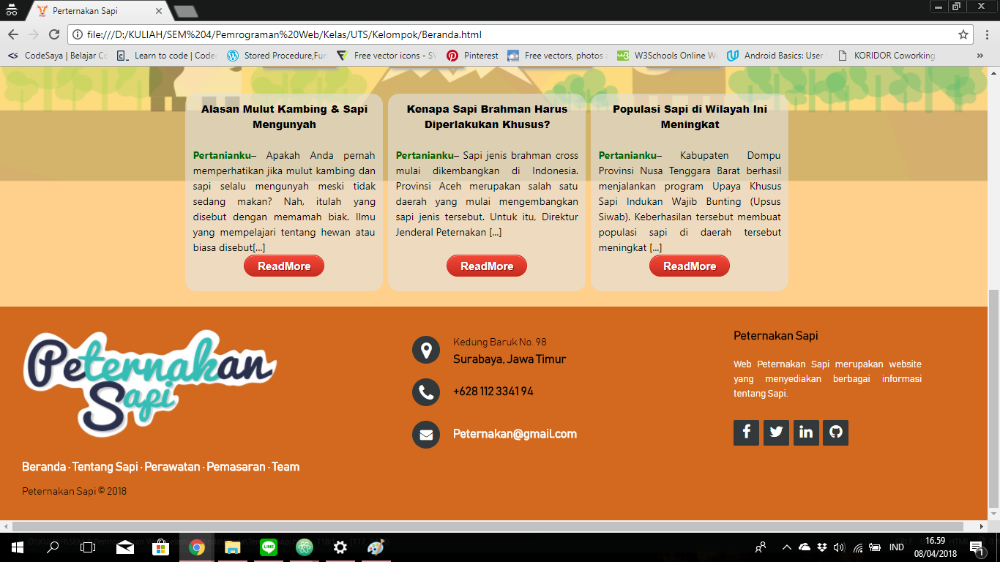 Perternakan Sapi
file:///D:/KULIAH/SEM%204/Pemrograman%20Web/Kelas/UTS/Kelompok/Beranda.html
CodeSaya | Belajar Learn to code | Stored Procedure,Fun Free vector icons - Pinterest Free vectors, photos W3Schools Online Android Basics: User KORIDOR Coworking »
Alasan Mulut Kambing & Sapi
Mengunyah
Pertanianku– Apakah Anda pernah
memperhatikan jika mulut kambing dan
sapi selalu mengunyah meski tidak
sedang makan? Nah, itulah yang
disebut dengan memamah biak. Ilmu
yang mempelajari tentang hewan atau
biasa disebut[...]
ReadMore
Kenapa Sapi Brahman Harus
Diperlakukan Khusus?
Pertanianku– Sapi jenis brahman cross
mulai dikembangkan di Indonesia.
Provinsi Aceh merupakan salah satu
daerah yang mulai mengembangkan
sapi jenis tersebut. Untuk itu, Direktur
Jenderal Peternakan [...]
ReadMore
Populasi Sapi di Wilayah Ini
Meningkat
Pertanianku– Kabupaten Dompu
Provinsi Nusa Tenggara Barat berhasil
menjalankan program Upaya Khusus
Sapi Indukan Wajib Bunting (Upsus
Siwab). Keberhasilan tersebut membuat
populasi sapi di daerah tersebut
meningkat [...]
ReadMore
Peternakan
Sapi
Beranda · Tentang Sapi · Perawatan · Pemasaran · Team
Peternakan Sapi © 2018
Kedung Baruk No. 98
Surabaya, Jawa Timur
+628 112 3341 94
Peternakan@gmail.com
Peternakan Sapi
Web Peternakan Sapi merupakan website
yang menyediakan berbagai informasi
tentang Sapi.
IND
16.59
08/04/2018
1